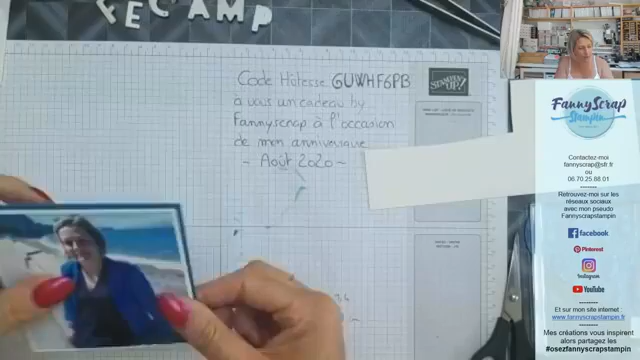 FECAMP
Code Hôtesse GUWHF6PB
à vous un cadeau by
Fannyscrap à l'occasion
de mon anniversaire
~ Août 2020 ~
STAMPIN' UP!
FannyScrap
Stampin
Contactez-moi
fannyscrap@sfr.fr
ou
06.70.25.68.01
--------
Retrouvez-moi sur les
réseaux sociaux
avec mon pseudo
Fannyscrapstampin
facebook
Pinterest
Instagram
YouTube
--------
Et sur mon site internet :
www.fannyscrapstampin.fr
--------
Mes créations vous inspirent
alors partagez les
#osezfannyscrapstampin